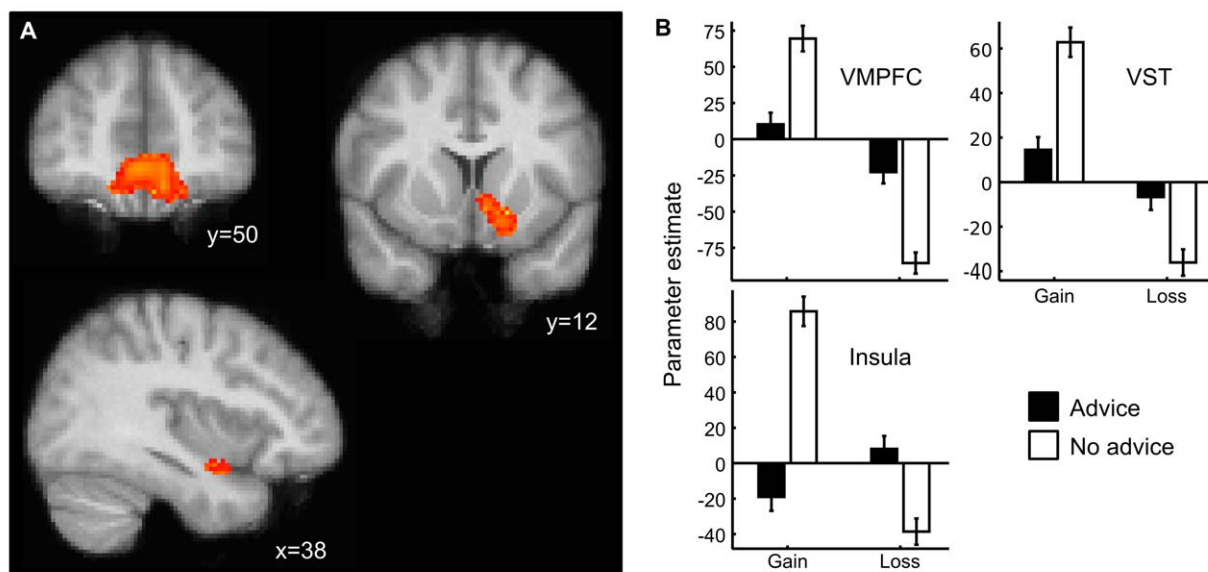 A
y=50
y=12
x=38
B
Parameter estimate
75
50
25
0
-25
-50
-75
VMPFC
60
40
20
0
-20
-40
VST
Gain Loss
80
60
40
20
0
-20
-40
Insula
Gain Loss
Advice
No advice